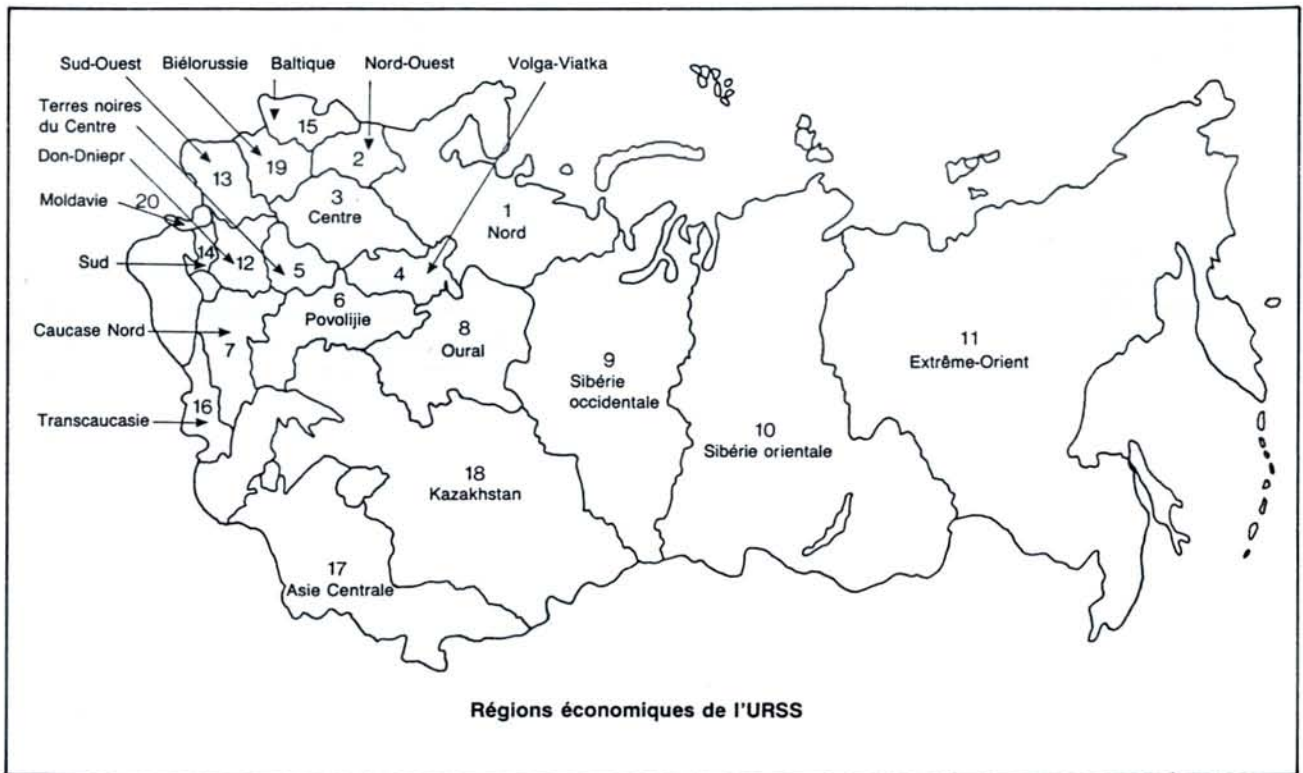 Sud-Ouest Biélorussie Baltique Nord-Ouest Volga-Viatka
Terres noires
du Centre
15
Don-Dniepr
2
19
13
3
Centre
Moldavie 20
1
Nord
14
Sud
12
5
4
6
Povolijie
Caucase Nord
7
8
Oural
9
Sibérie
occidentale
11
Extrême-Orient
16
Transcaucasie
10
Sibérie orientale
18
Kazakhstan
17
Asie Centrale
Régions économiques de l'URSS